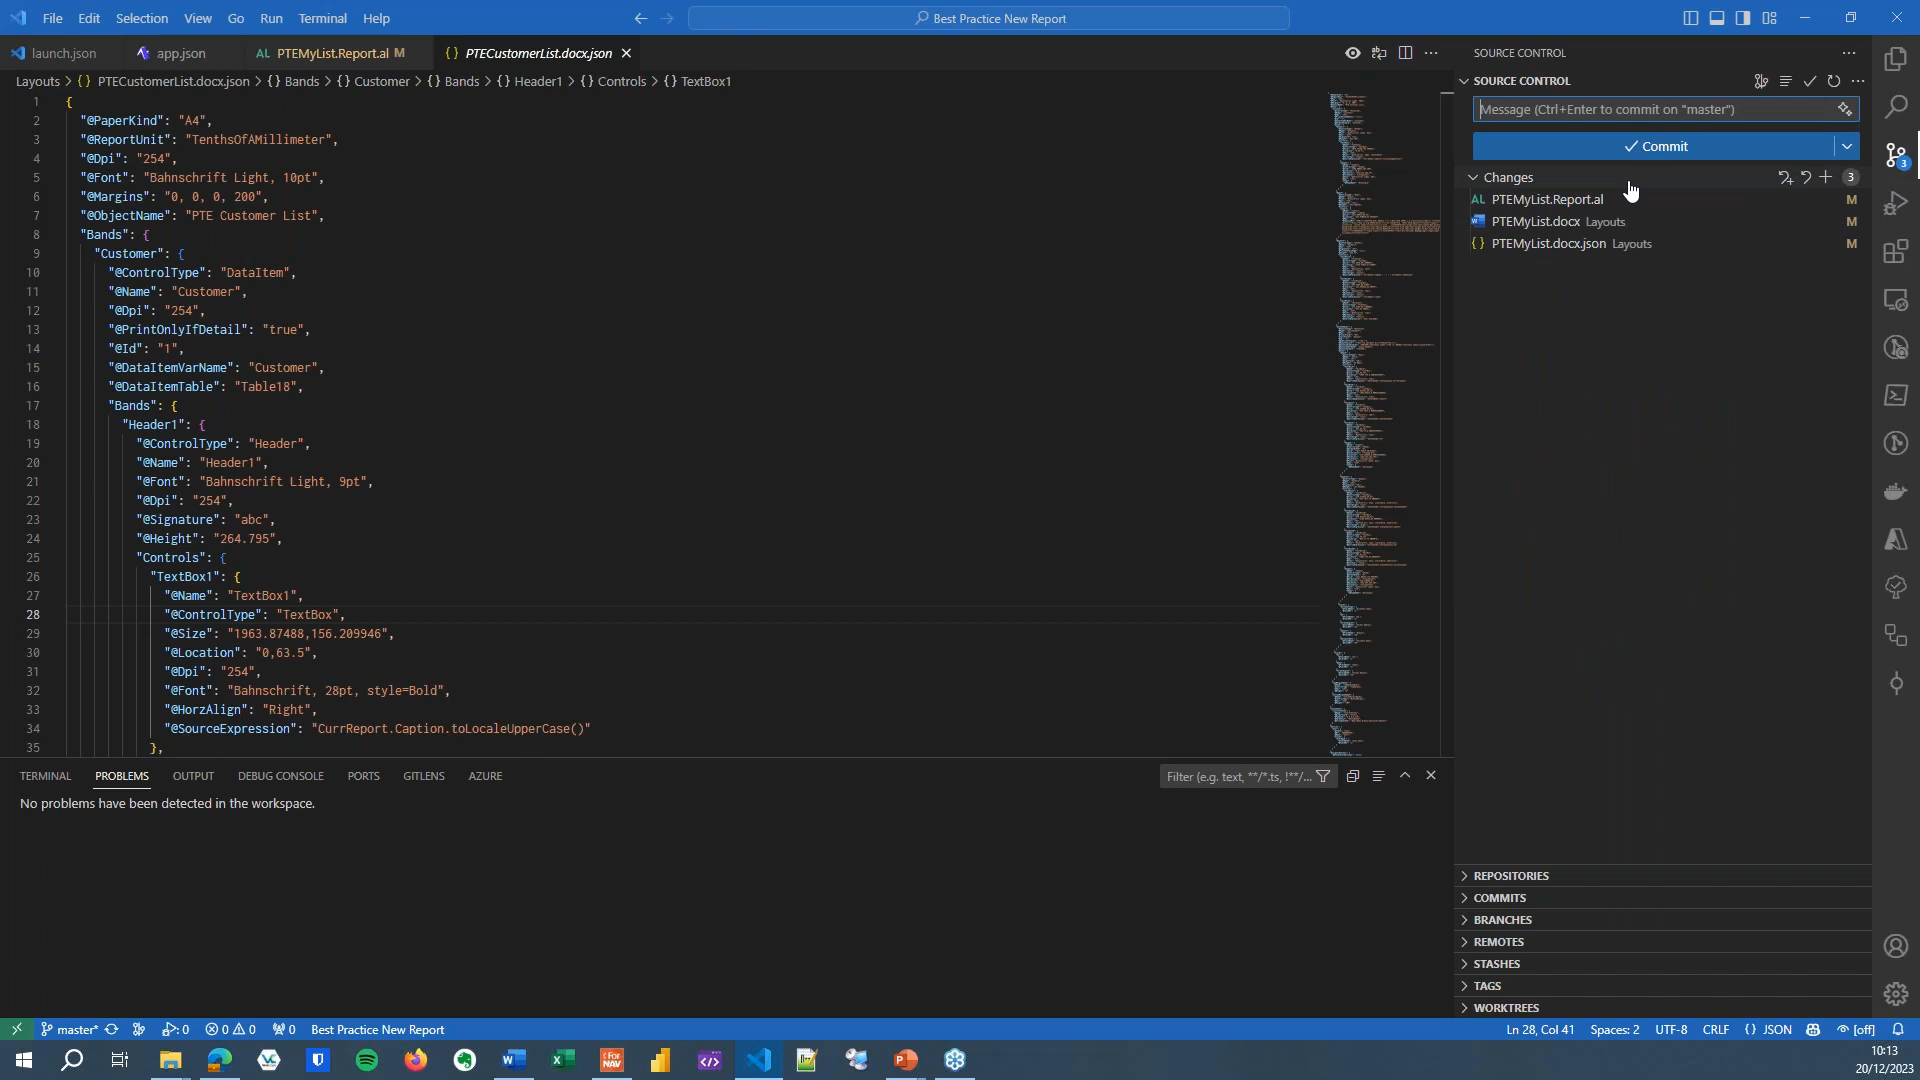 File Edit Selection View Go Run Terminal Help
Best Practice New Report
launch.json app.json AL PTEMyList.Report.al M {} PTECustomerList.docx.json
SOURCE CONTROL
Layouts > {} PTECustomerList.docx.json > {} Bands > {} Customer > {} Bands > {} Header1 > {} Controls > {} TextBox1
SOURCE CONTROL
1 {
2 "@PaperKind": "A4",
3 "@ReportUnit": "TenthsOfAMillimeter",
4 "@Dpi": "254",
5 "@Font": "Bahnschrift Light, 10pt",
6 "@Margins": "0, 0, 0, 200",
7 "@ObjectName": "PTE Customer List",
8 "Bands": {
9 "Customer": {
10 "@ControlType": "DataItem",
11 "@Name": "Customer",
12 "@Dpi": "254",
13 "@PrintOnlyIfDetail": "true",
14 "@Id": "1",
15 "@DataItemVarName": "Customer",
16 "@DataItemTable": "Table18",
17 "Bands": {
18 "Header1": {
19 "@ControlType": "Header",
20 "@Name": "Header1",
21 "@Font": "Bahnschrift Light, 9pt",
22 "@Dpi": "254",
23 "@Signature": "abc",
24 "@Height": "264.795",
25 "Controls": {
26 "TextBox1": {
27 "@Name": "TextBox1",
28 "@ControlType": "TextBox",
29 "@Size": "1963.87488,156.209946",
30 "@Location": "0,63.5",
31 "@Dpi": "254",
32 "@Font": "Bahnschrift, 28pt, style=Bold",
33 "@HorzAlign": "Right",
34 "@SourceExpression": "CurrReport.Caption.toLocaleUpperCase()"
35 },
Message (Ctrl+Enter to commit on "master")
Commit
Changes 3
AL PTEMyList.Report.al M
PTEMyList.docx Layouts M
{} PTEMyList.docx.json Layouts M
3
TERMINAL PROBLEMS OUTPUT DEBUG CONSOLE PORTS GITLENS AZURE
Filter (e.g. text, **/*.ts, !**/...
No problems have been detected in the workspace.
REPOSITORIES
COMMITS
BRANCHES
REMOTES
STASHES
TAGS
WORKTREES
master* 0 0 0 0 Best Practice New Report
Ln 28, Col 41 Spaces: 2 UTF-8 CRLF {} JSON [off]
10:13
20/12/2023